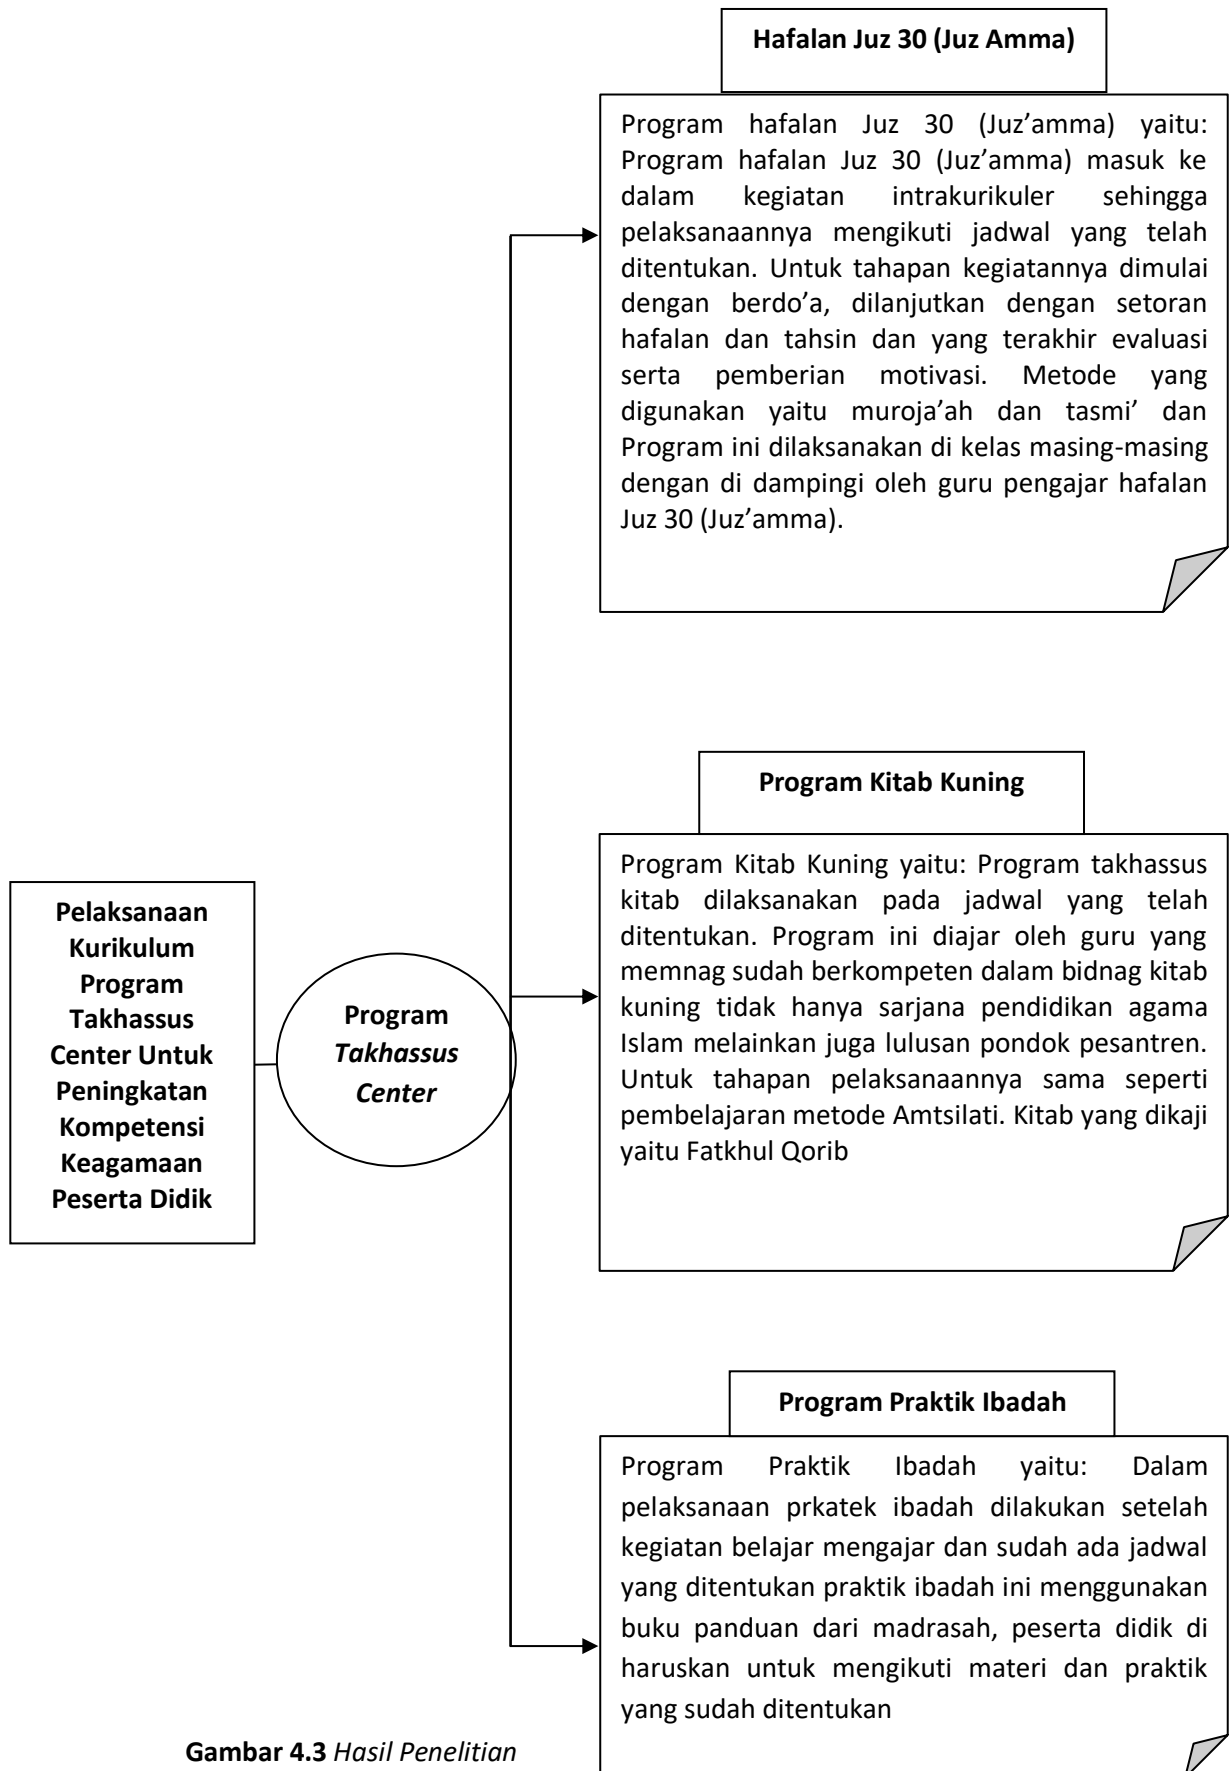 Hafalan Juz 30 (Juz Amma)
Program hafalan Juz 30 (Juz’amma) yaitu:
Program hafalan Juz 30 (Juz’amma) masuk ke
dalam kegiatan intrakurikuler sehingga
pelaksanaannya mengikuti jadwal yang telah
ditentukan. Untuk tahapan kegiatannya dimulai
dengan berdo’a, dilanjutkan dengan setoran
hafalan dan tahsin dan yang terakhir evaluasi
serta pemberian motivasi. Metode yang
digunakan yaitu muroja’ah dan tasmi’ dan
Program ini dilaksanakan di kelas masing-masing
dengan di dampingi oleh guru pengajar hafalan
Juz 30 (Juz’amma).
Pelaksanaan
Kurikulum
Program
Takhassus
Center Untuk
Peningkatan
Kompetensi
Keagamaan
Peserta Didik
Program
Takhassus
Center
Program Kitab Kuning
Program Kitab Kuning yaitu: Program takhassus
kitab dilaksanakan pada jadwal yang telah
ditentukan. Program ini diajar oleh guru yang
memnag sudah berkompeten dalam bidnag kitab
kuning tidak hanya sarjana pendidikan agama
Islam melainkan juga lulusan pondok pesantren.
Untuk tahapan pelaksanaannya sama seperti
pembelajaran metode Amtsilati. Kitab yang dikaji
yaitu Fatkhul Qorib
Program Praktik Ibadah
Program Praktik Ibadah yaitu: Dalam
pelaksanaan prkatek ibadah dilakukan setelah
kegiatan belajar mengajar dan sudah ada jadwal
yang ditentukan praktik ibadah ini menggunakan
buku panduan dari madrasah, peserta didik di
haruskan untuk mengikuti materi dan praktik
yang sudah ditentukan
Gambar 4.3 Hasil Penelitian